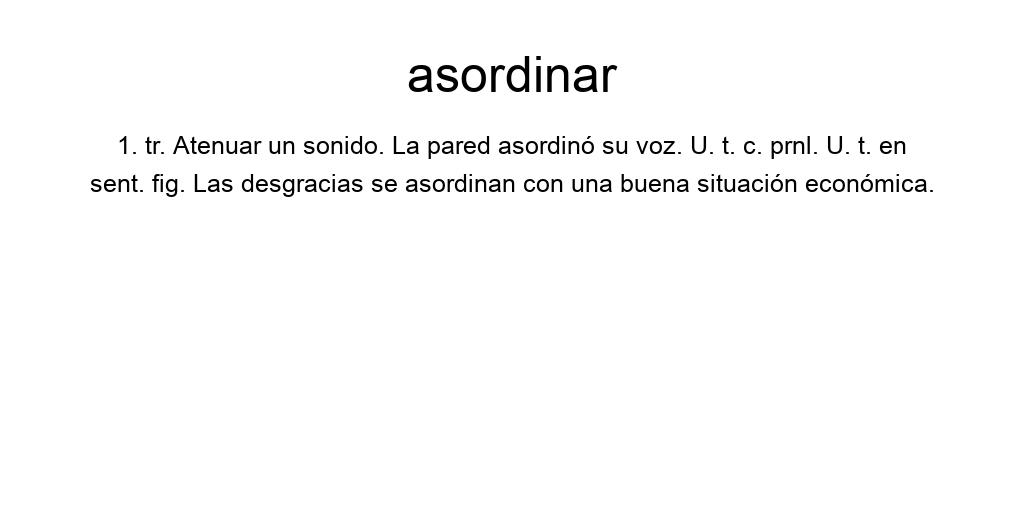 asordinar
1. tr. Atenuar un sonido. La pared asordinó su voz. U. t. c. prnl. U. t. en
sent. fig. Las desgracias se asordinan con una buena situación económica.